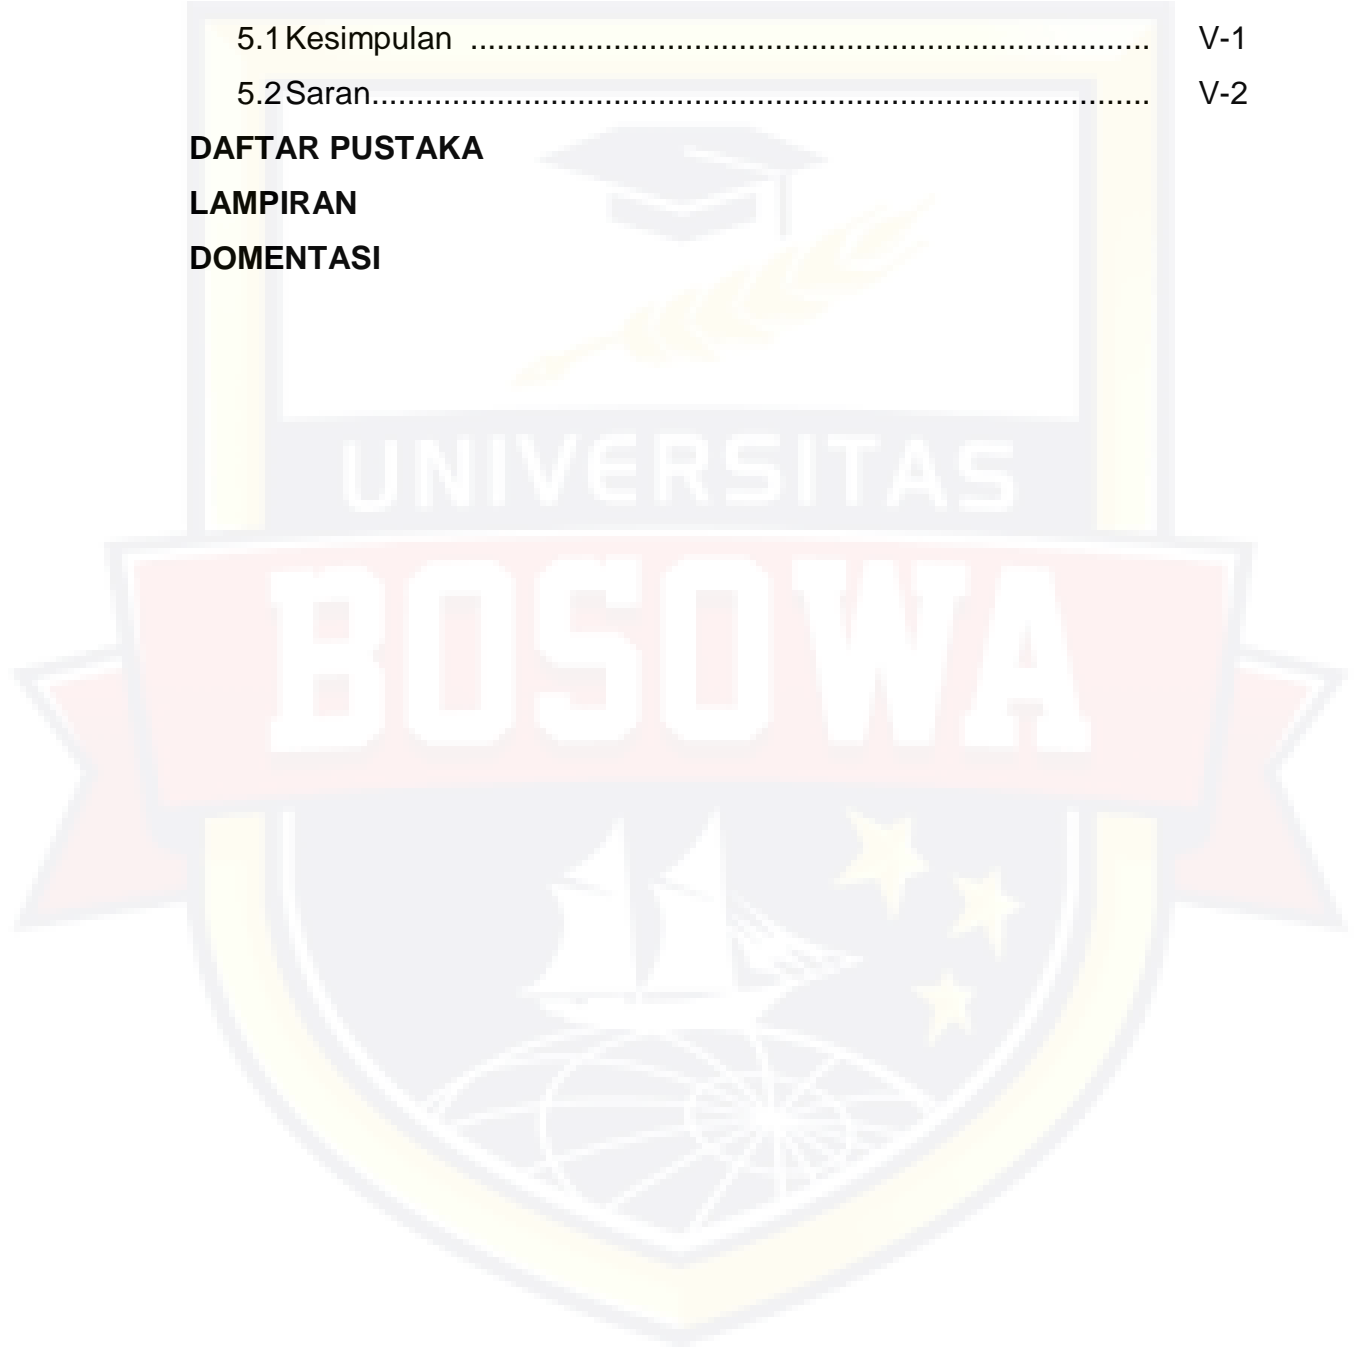 5.1 Kesimpulan ............................................................................ V-1
5.2 Saran....................................................................................... V-2
DAFTAR PUSTAKA
LAMPIRAN
DOMENTASI
UNIVERSITAS
BOSOWA